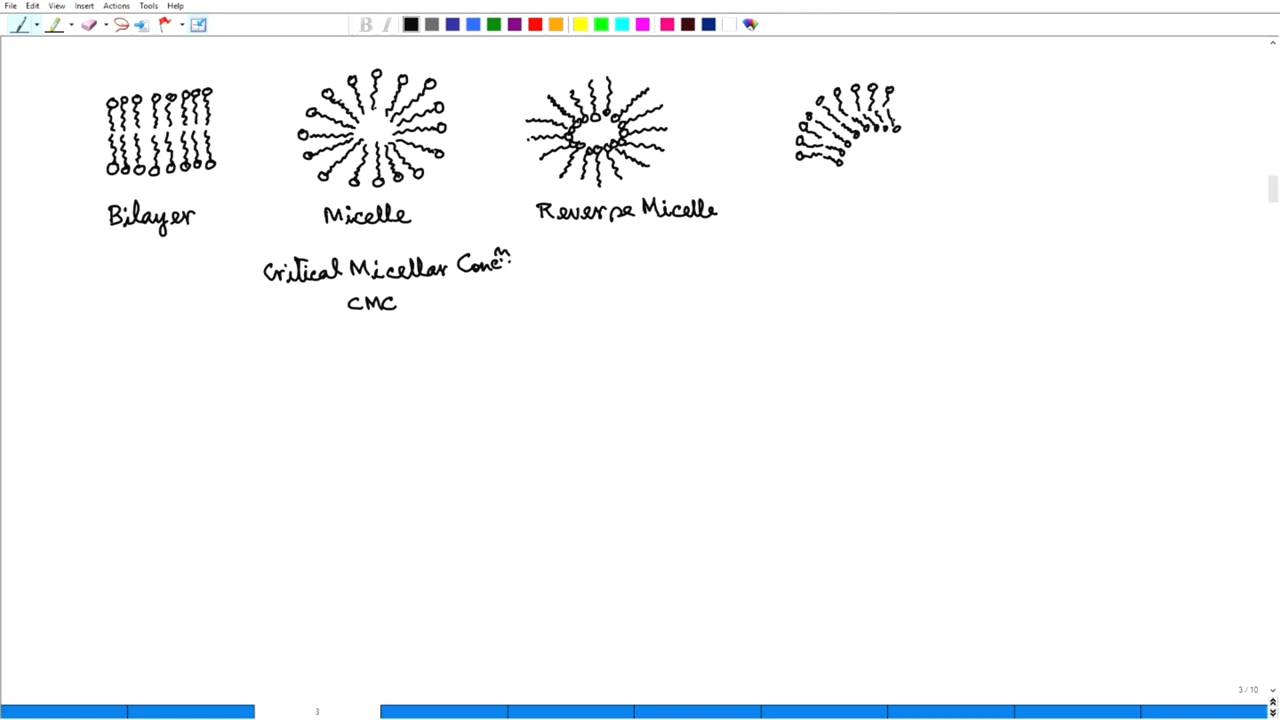 File Edit View Insert Actions Tools Help
B I
Bilayer Micelle Reverse Micelle
Critical Micellar Concn.
CMC
3 / 10
3